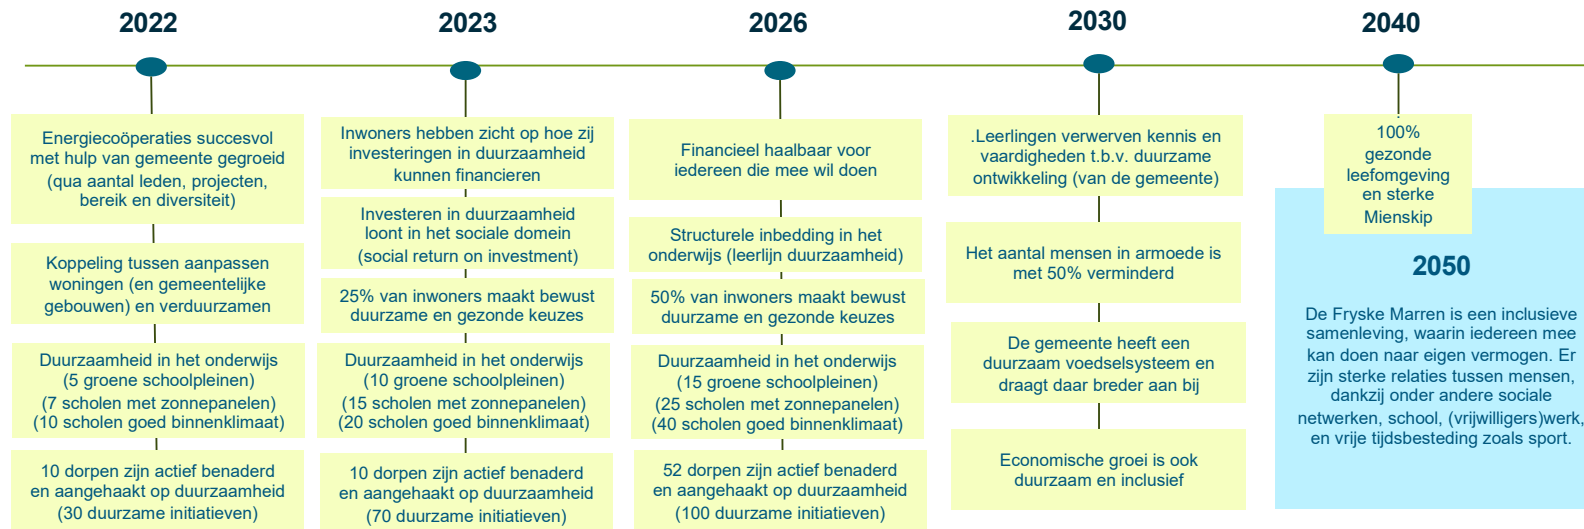 2022
Energiecoöperaties succesvol
met hulp van gemeente gegroeid
(qua aantal leden, projecten,
bereik en diversiteit)
Koppeling tussen aanpassen
woningen (en gemeentelijke
gebouwen) en verduurzamen
Duurzaamheid in het onderwijs
(5 groene schoolpleinen)
(7 scholen met zonnepanelen)
(10 scholen goed binnenklimaat)
10 dorpen zijn actief benaderd
en aangehaakt op duurzaamheid
(30 duurzame initiatieven)
2023
Inwoners hebben zicht op hoe zij
investeringen in duurzaamheid
kunnen financieren
Investeren in duurzaamheid
loont in het sociale domein
(social return on investment)
25% van inwoners maakt bewust
duurzame en gezonde keuzes
Duurzaamheid in het onderwijs
(10 groene schoolpleinen)
(15 scholen met zonnepanelen)
(20 scholen goed binnenklimaat)
10 dorpen zijn actief benaderd
en aangehaakt op duurzaamheid
(70 duurzame initiatieven)
2026
Financieel haalbaar voor
iedereen die mee wil doen
Structurele inbedding in het
onderwijs (leerlijn duurzaamheid)
50% van inwoners maakt bewust
duurzame en gezonde keuzes
Duurzaamheid in het onderwijs
(15 groene schoolpleinen)
(25 scholen met zonnepanelen)
(40 scholen goed binnenklimaat)
52 dorpen zijn actief benaderd
en aangehaakt op duurzaamheid
(100 duurzame initiatieven)
2030
.Leerlingen verwerven kennis en
vaardigheden t.b.v. duurzame
ontwikkeling (van de gemeente)
Het aantal mensen in armoede is
met 50% verminderd
De gemeente heeft een
duurzaam voedselsysteem en
draagt daar breder aan bij
Economische groei is ook
duurzaam en inclusief
2040
100%
gezonde
leefomgeving
en sterke
Mienskip
2050
De Fryske Marren is een inclusieve
samenleving, waarin iedereen mee
kan doen naar eigen vermogen. Er
zijn sterke relaties tussen mensen,
dankzij onder andere sociale
netwerken, school, (vrijwilligers)werk,
en vrije tijdsbesteding zoals sport.